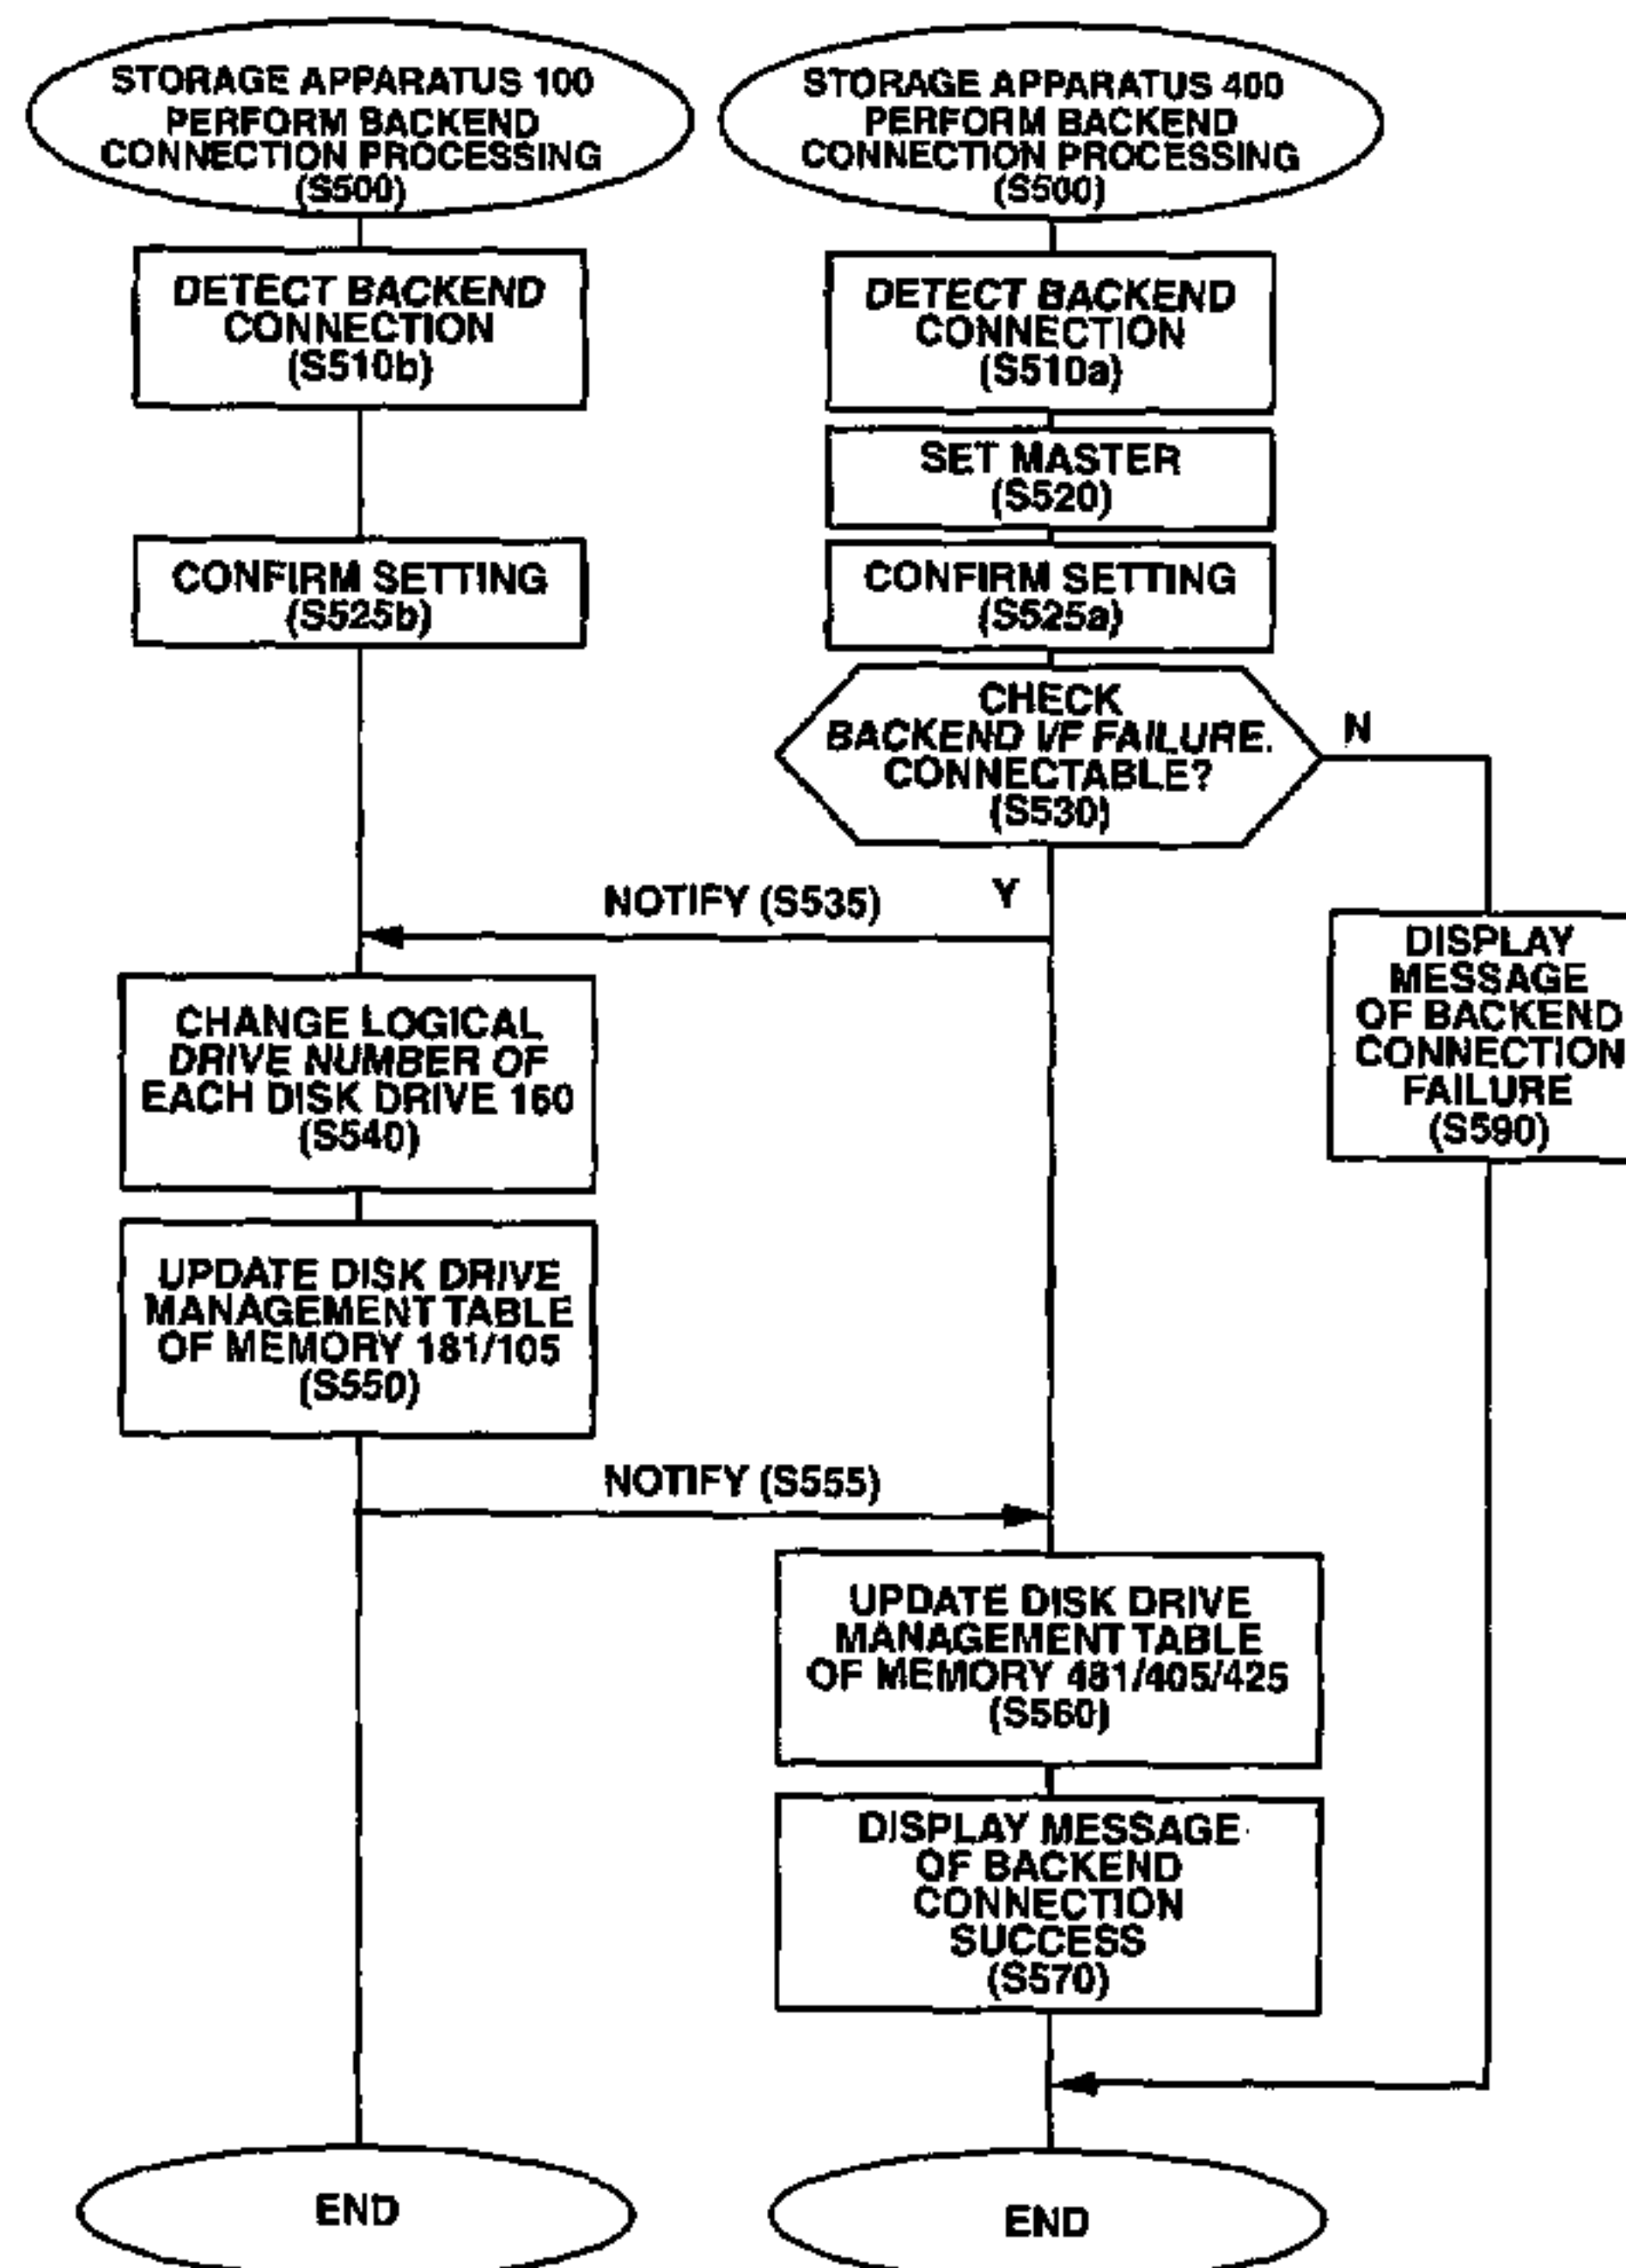 STORAGE APPARATUS 100
PERFORM BACKEND
CONNECTION PROCESSING
(S500)
STORAGE APPARATUS 400
PERFORM BACKEND
CONNECTION PROCESSING
(S500)
DETECT BACKEND
CONNECTION
(S510b)
DETECT BACKEND
CONNECTION
(S510a)
SET MASTER
(S520)
CONFIRM SETTING
(S525b)
CONFIRM SETTING
(S525a)
CHECK
BACKEND I/F FAILURE.
CONNECTABLE?
(S530)
N
Y
NOTIFY (S535)
DISPLAY
MESSAGE
OF BACKEND
CONNECTION
FAILURE
(S590)
CHANGE LOGICAL
DRIVE NUMBER OF
EACH DISK DRIVE 160
(S540)
UPDATE DISK DRIVE
MANAGEMENT TABLE
OF MEMORY 181/105
(S550)
NOTIFY (S555)
UPDATE DISK DRIVE
MANAGEMENT TABLE
OF MEMORY 481/405/425
(S560)
DISPLAY MESSAGE
OF BACKEND
CONNECTION
SUCCESS
(S570)
END
END